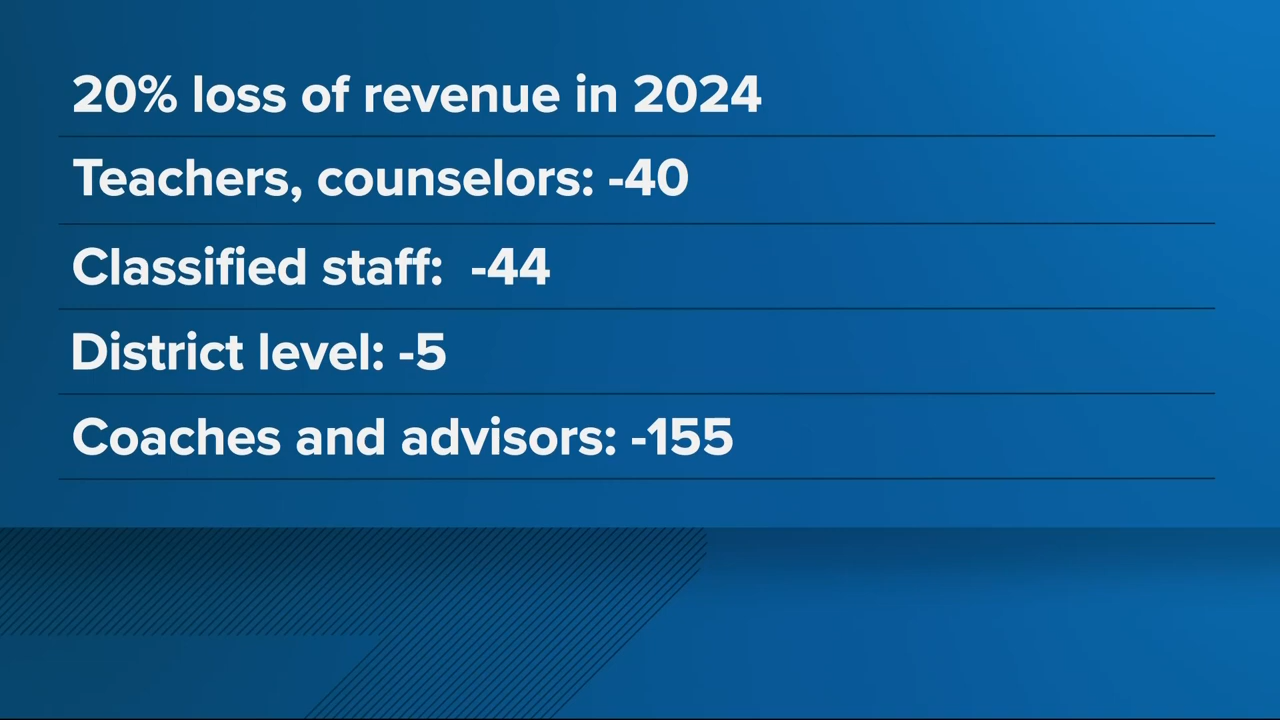 20% loss of revenue in 2024
Teachers, counselors: -40
Classified staff: -44
District level: -5
Coaches and advisors: -155